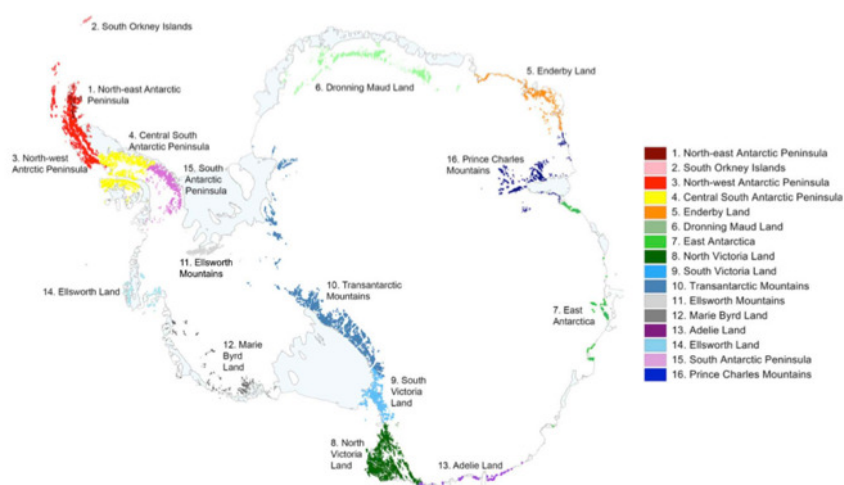 2. South Orkney Islands
1. North-east Antarctic
Peninsula
4. Central South
Antarctic Peninsula
3. North-west
Antrctic Peninsula
15. South
Antarctic
Peninsula
6. Dronning Maud Land
5. Enderby Land
16. Prince Charles
Mountains
11. Ellsworth
Mountains
14. Ellsworth Land
10. Transantarctic
Mountains
12. Marie
Byrd
Land
7. East
Antarctica
9. South
Victoria
Land
8. North
Victoria
Land
13. Adelie Land
1. North-east Antarctic Peninsula
2. South Orkney Islands
3. North-west Antarctic Peninsula
4. Central South Antarctic Peninsula
5. Enderby Land
6. Dronning Maud Land
7. East Antarctica
8. North Victoria Land
9. South Victoria Land
10. Transantarctic Mountains
11. Ellsworth Mountains
12. Marie Byrd Land
13. Adelie Land
14. Ellsworth Land
15. South Antarctic Peninsula
16. Prince Charles Mountains